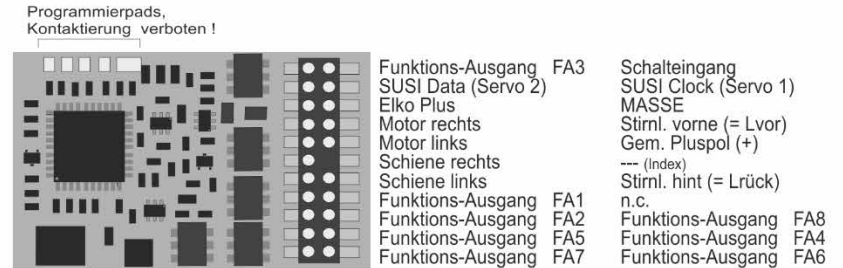 Programmierpads,
Kontaktierung verboten !
Funktions-Ausgang FA3 Schalteingang
SUSI Data (Servo 2) SUSI Clock (Servo 1)
Elko Plus MASSE
Motor rechts Stirnl. vorne (= Lvor)
Motor links Gem. Pluspol (+)
Schiene rechts --- (Index)
Schiene links Stirnl. hint (= Lrück)
Funktions-Ausgang FA1 n.c.
Funktions-Ausgang FA2 Funktions-Ausgang FA8
Funktions-Ausgang FA5 Funktions-Ausgang FA4
Funktions-Ausgang FA7 Funktions-Ausgang FA6